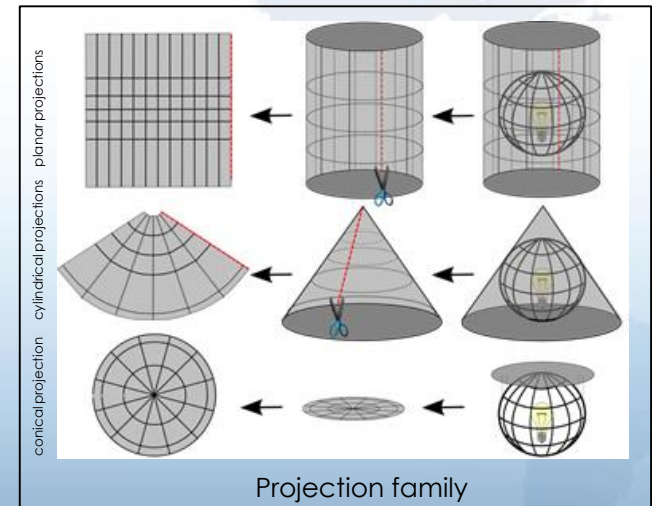 planar projections
cylindrical projections
conical projection
Projection family